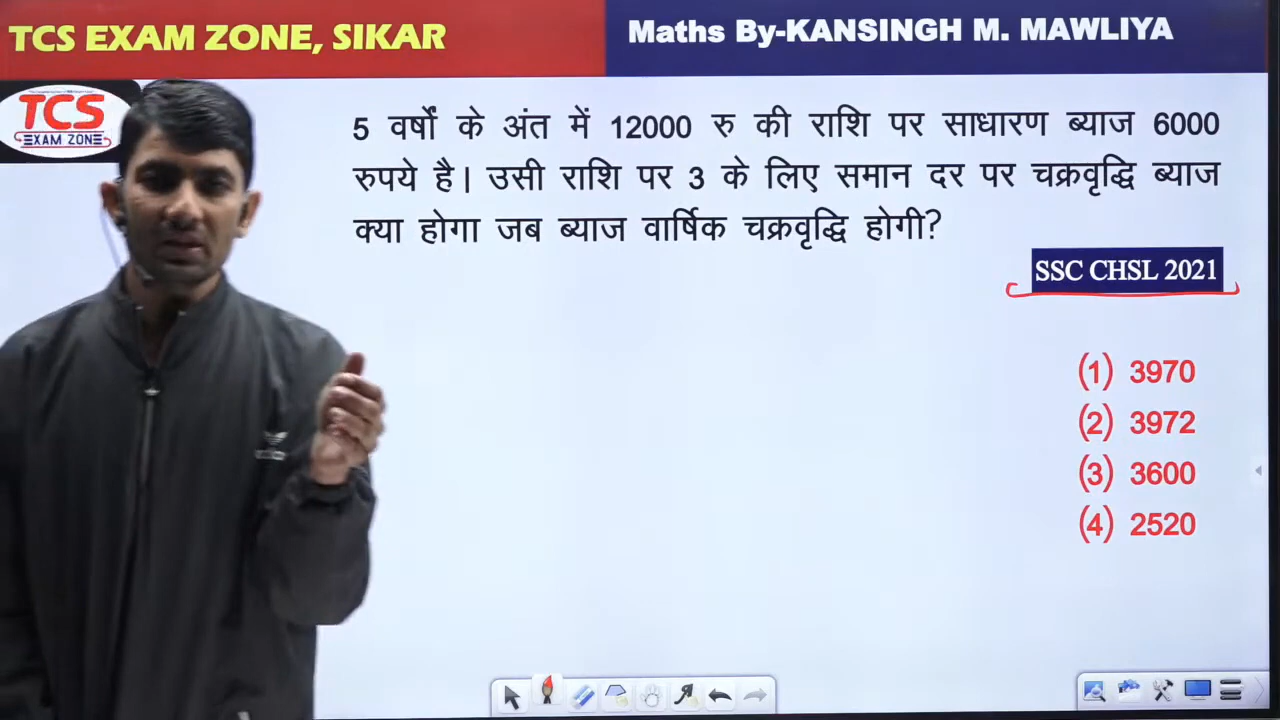 TCS EXAM ZONE, SIKAR
Maths By-KANSINGH M. MAWLIYA
TCS
EXAM ZONE
5 वर्षों के अंत में 12000 रु की राशि पर साधारण ब्याज 6000
रुपये है। उसी राशि पर 3 के लिए समान दर पर चक्रवृद्धि ब्याज
क्या होगा जब ब्याज वार्षिक चक्रवृद्धि होगी?
SSC CHSL 2021
(1) 3970
(2) 3972
(3) 3600
(4) 2520